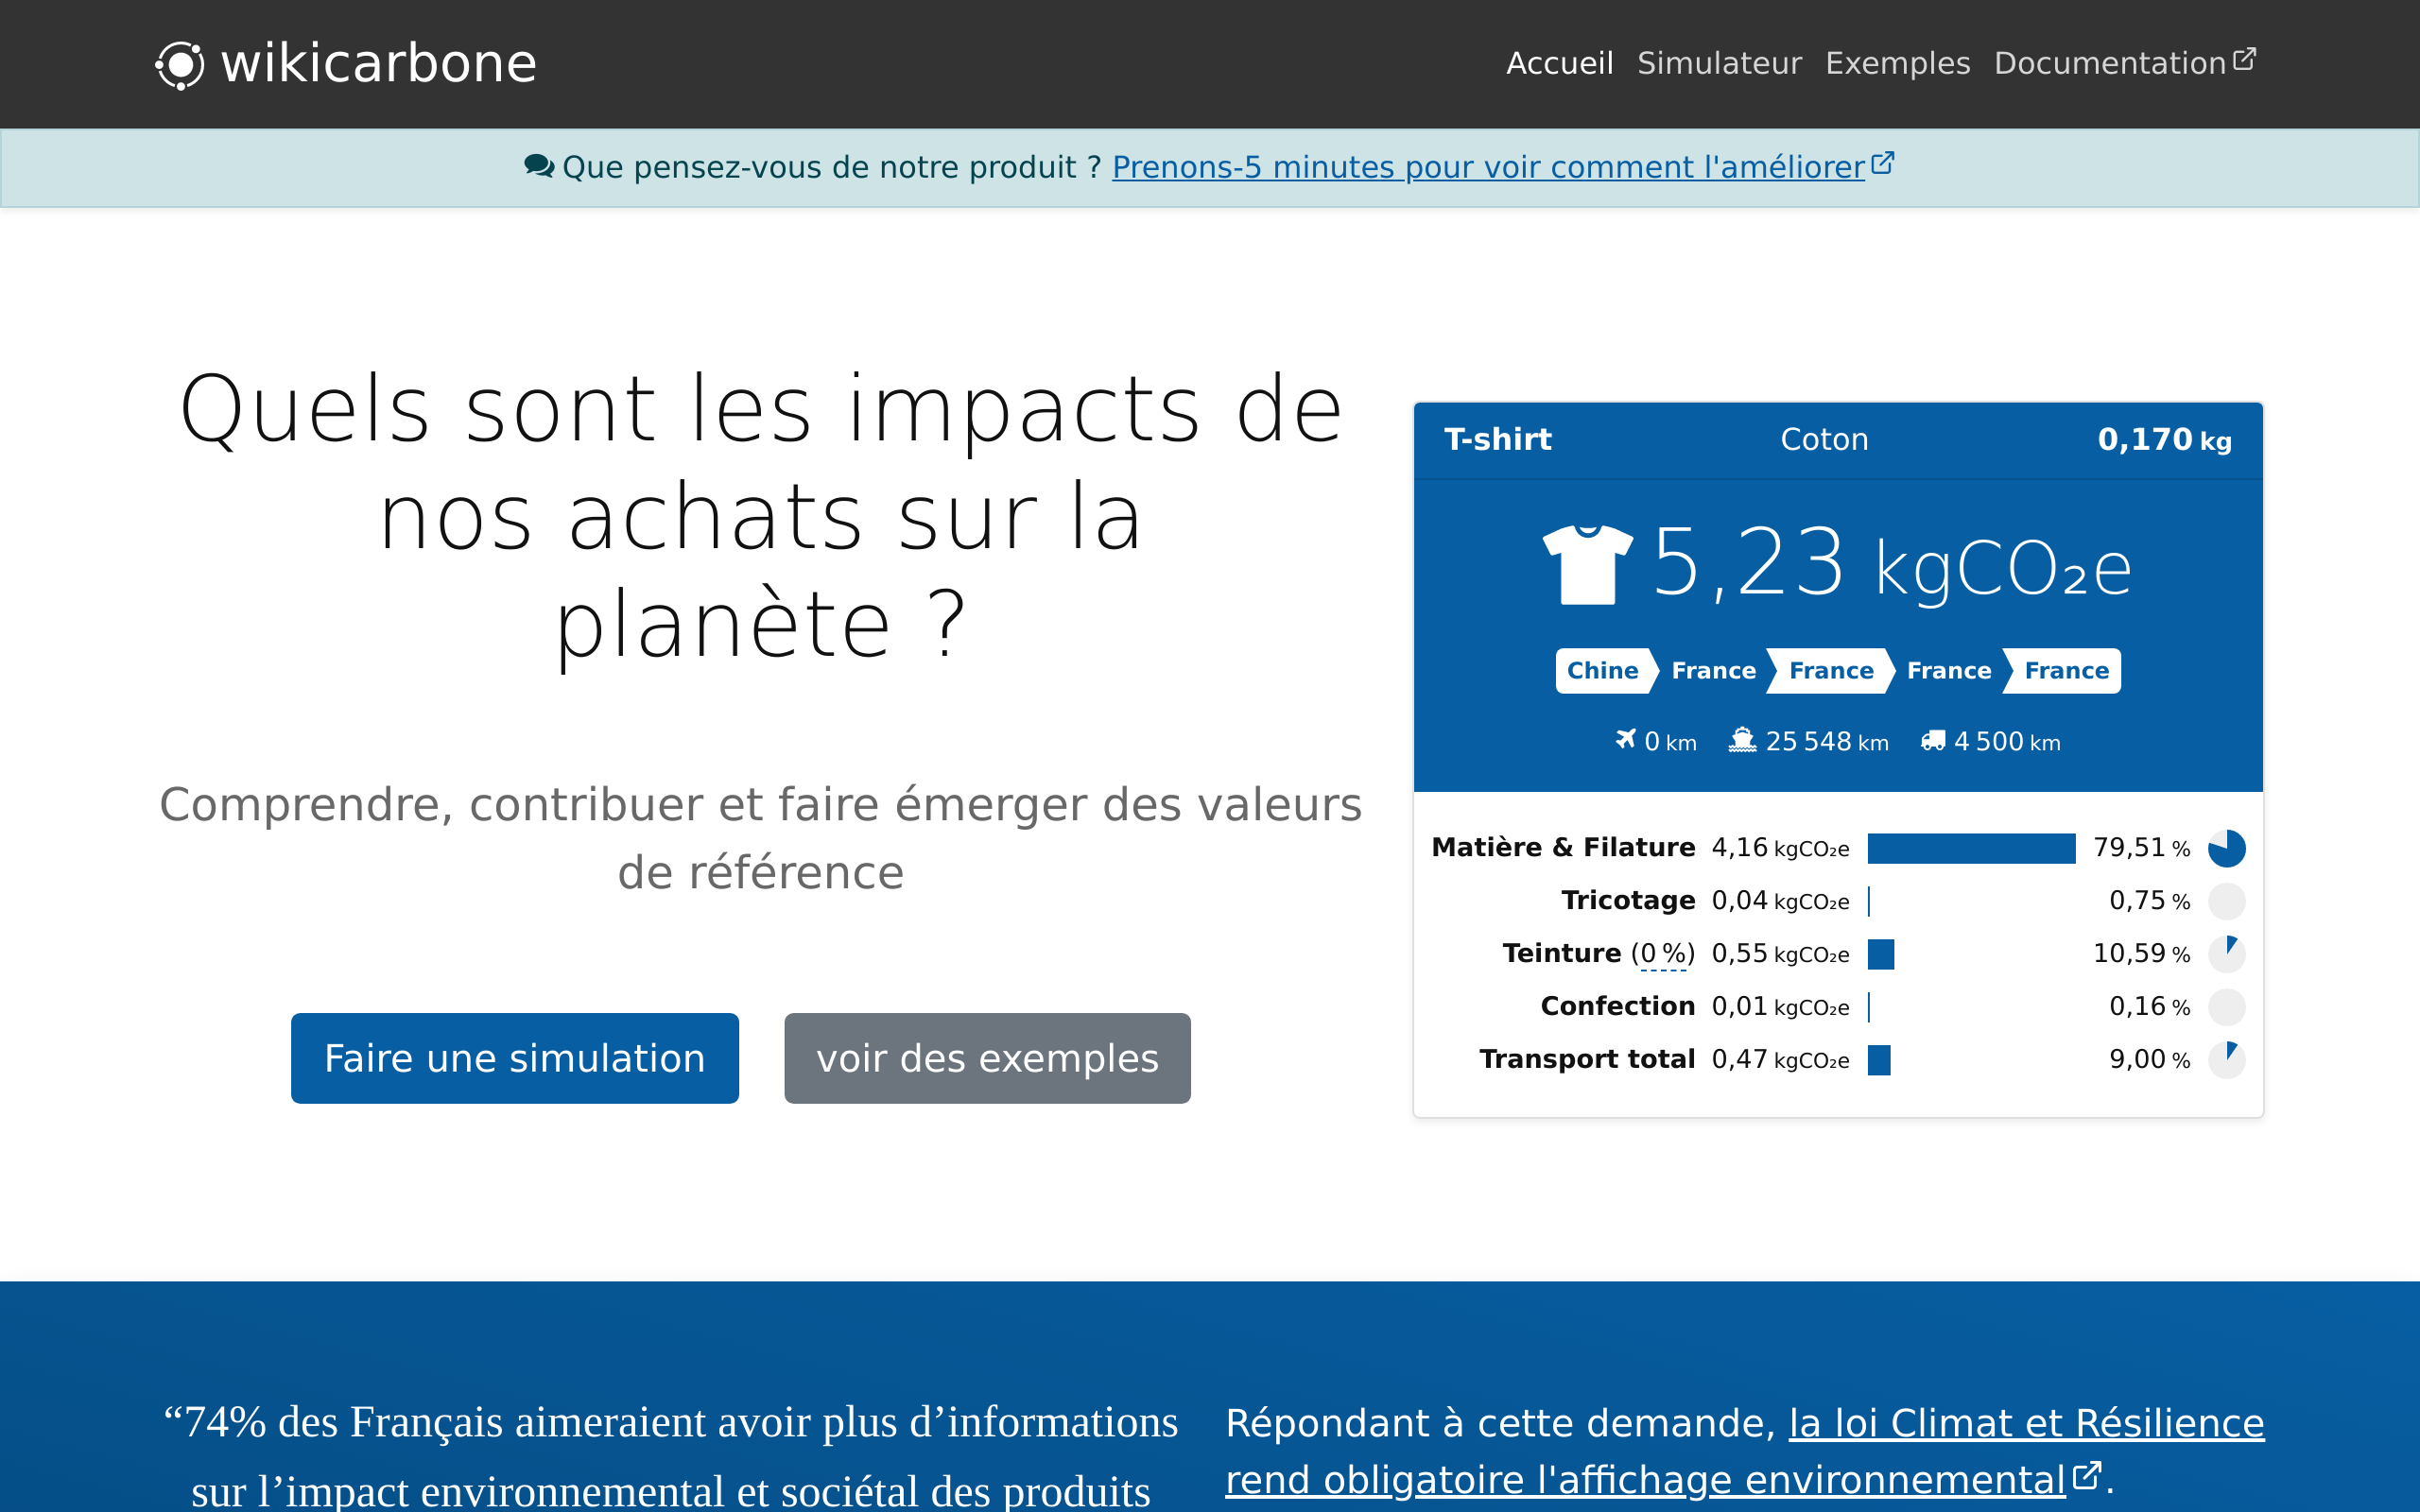 wikicarbone
Accueil Simulateur Exemples Documentation
Que pensez-vous de notre produit ? Prenons-5 minutes pour voir comment l'améliorer
Quels sont les impacts de
nos achats sur la
planète ?
Comprendre, contribuer et faire émerger des valeurs
de référence
Faire une simulation voir des exemples
T-shirt Coton 0,170 kg
5,23 kgCO₂e
Chine France France France France
0 km 25 548 km 4 500 km
Matière & Filature 4,16 kgCO₂e 79,51 %
Tricotage 0,04 kgCO₂e 0,75 %
Teinture (0 %) 0,55 kgCO₂e 10,59 %
Confection 0,01 kgCO₂e 0,16 %
Transport total 0,47 kgCO₂e 9,00 %
“74% des Français aimeraient avoir plus d’informations
sur l’impact environnemental et sociétal des produits
Répondant à cette demande, la loi Climat et Résilience
rend obligatoire l'affichage environnemental.